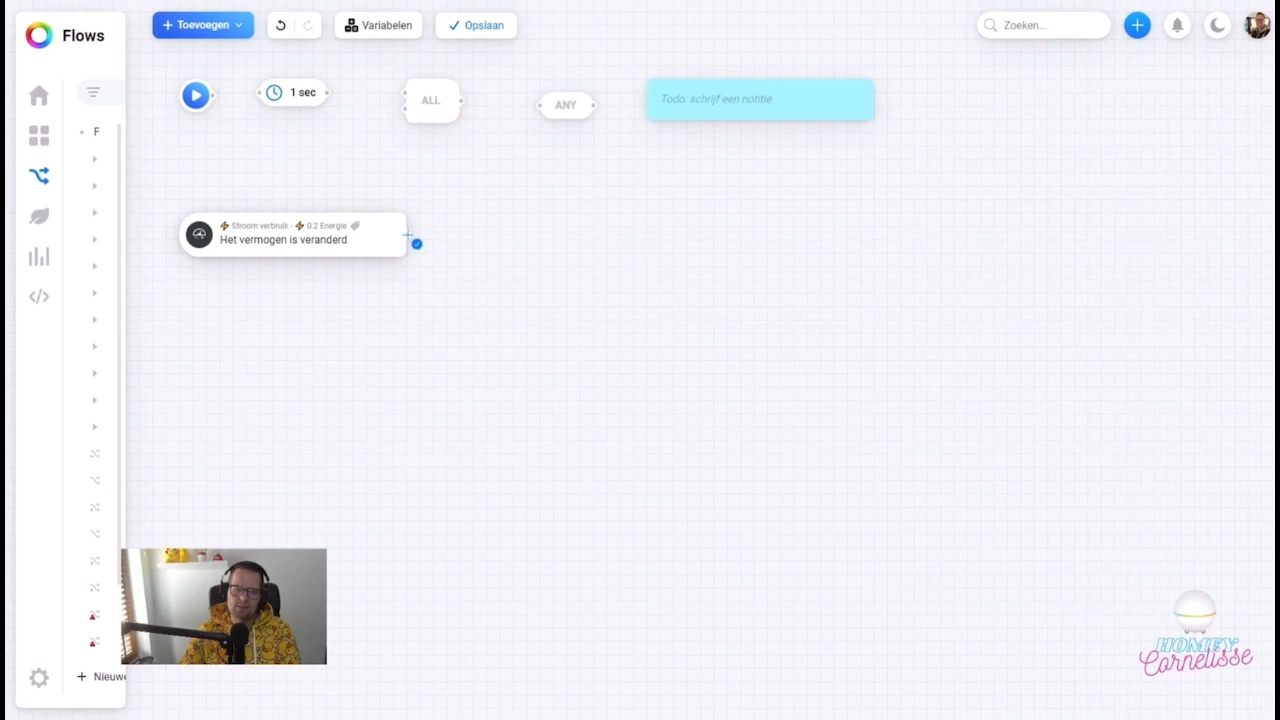 Flows
Toevoegen
Variabelen
Opslaan
Zoeken...
1 sec
ALL
ANY
Todo: schrijf een notitie
F
Stroom verbruik - 0.2 Energie
Het vermogen is veranderd
Nieuwe
HOMEY
Cornelisse